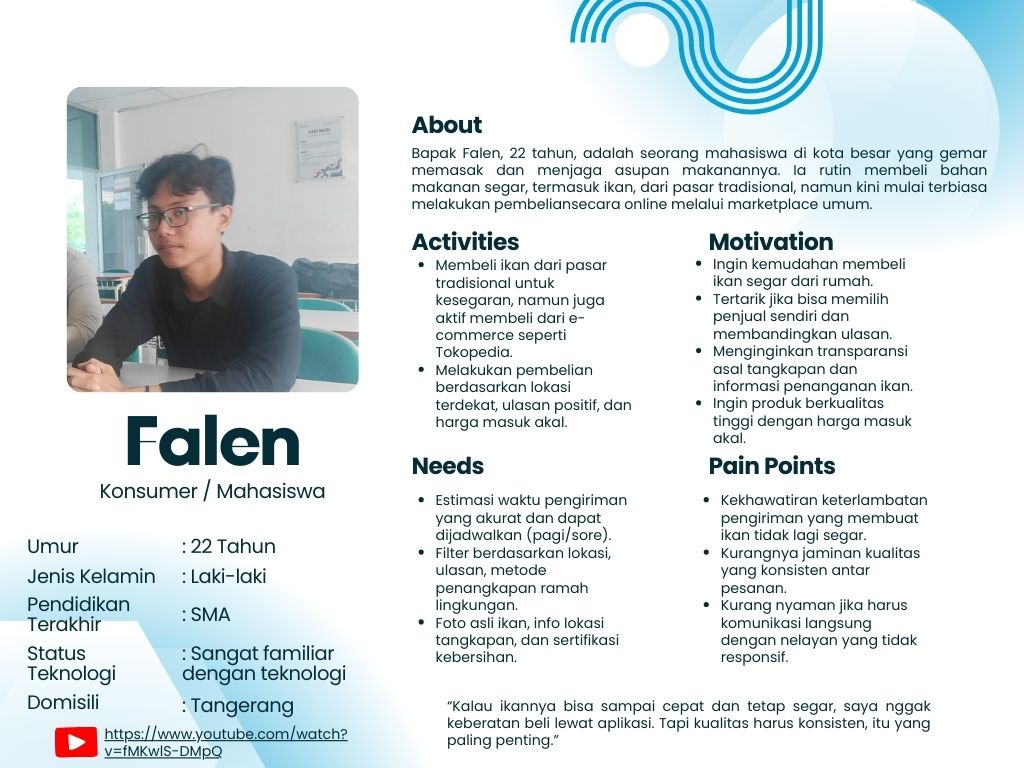 Falen
Konsumer / Mahasiswa
Umur : 22 Tahun
Jenis Kelamin : Laki-laki
Pendidikan
Terakhir : SMA
Status : Sangat familiar
Teknologi dengan teknologi
Domisili : Tangerang
https://www.youtube.com/watch?
v=fMKwlS-DMpQ
About
Bapak Falen, 22 tahun, adalah seorang mahasiswa di kota besar yang gemar
memasak dan menjaga asupan makanannya. Ia rutin membeli bahan
makanan segar, termasuk ikan, dari pasar tradisional, namun kini mulai terbiasa
melakukan pembeliansecara online melalui marketplace umum.
Activities
• Membeli ikan dari pasar
tradisional untuk
kesegaran, namun juga
aktif membeli dari e-
commerce seperti
Tokopedia.
• Melakukan pembelian
berdasarkan lokasi
terdekat, ulasan positif, dan
harga masuk akal.
Motivation
• Ingin kemudahan membeli
ikan segar dari rumah.
• Tertarik jika bisa memilih
penjual sendiri dan
membandingkan ulasan.
• Menginginkan transparansi
asal tangkapan dan
informasi penanganan ikan.
• Ingin produk berkualitas
tinggi dengan harga masuk
akal.
Needs
• Estimasi waktu pengiriman
yang akurat dan dapat
dijadwalkan (pagi/sore).
• Filter berdasarkan lokasi,
ulasan, metode
penangkapan ramah
lingkungan.
• Foto asli ikan, info lokasi
tangkapan, dan sertifikasi
kebersihan.
Pain Points
• Kekhawatiran keterlambatan
pengiriman yang membuat
ikan tidak lagi segar.
• Kurangnya jaminan kualitas
yang konsisten antar
pesanan.
• Kurang nyaman jika harus
komunikasi langsung
dengan nelayan yang tidak
responsif.
“Kalau ikannya bisa sampai cepat dan tetap segar, saya nggak
keberatan beli lewat aplikasi. Tapi kualitas harus konsisten, itu yang
paling penting.”